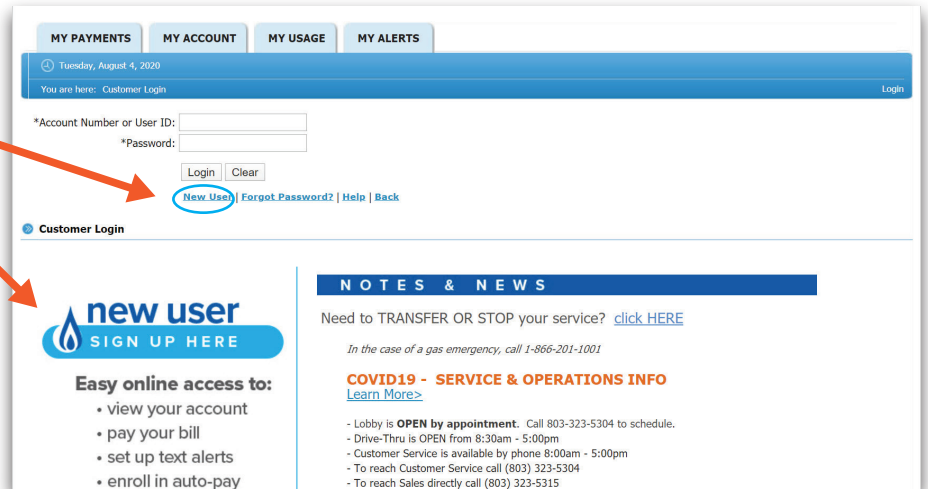 MY PAYMENTS MY ACCOUNT MY USAGE MY ALERTS
Tuesday, August 4, 2020
You are here: Customer Login Login
*Account Number or User ID:
*Password:
Login Clear
New User | Forgot Password? | Help | Back
Customer Login
new user
SIGN UP HERE
Easy online access to:
• view your account
• pay your bill
• set up text alerts
• enroll in auto-pay
NOTES & NEWS
Need to TRANSFER OR STOP your service? click HERE
In the case of a gas emergency, call 1-866-201-1001
COVID19 - SERVICE & OPERATIONS INFO
Learn More>
- Lobby is OPEN by appointment. Call 803-323-5304 to schedule.
- Drive-Thru is OPEN from 8:30am - 5:00pm
- Customer Service is available by phone 8:00am - 5:00pm
- To reach Customer Service call (803) 323-5304
- To reach Sales directly call (803) 323-5315